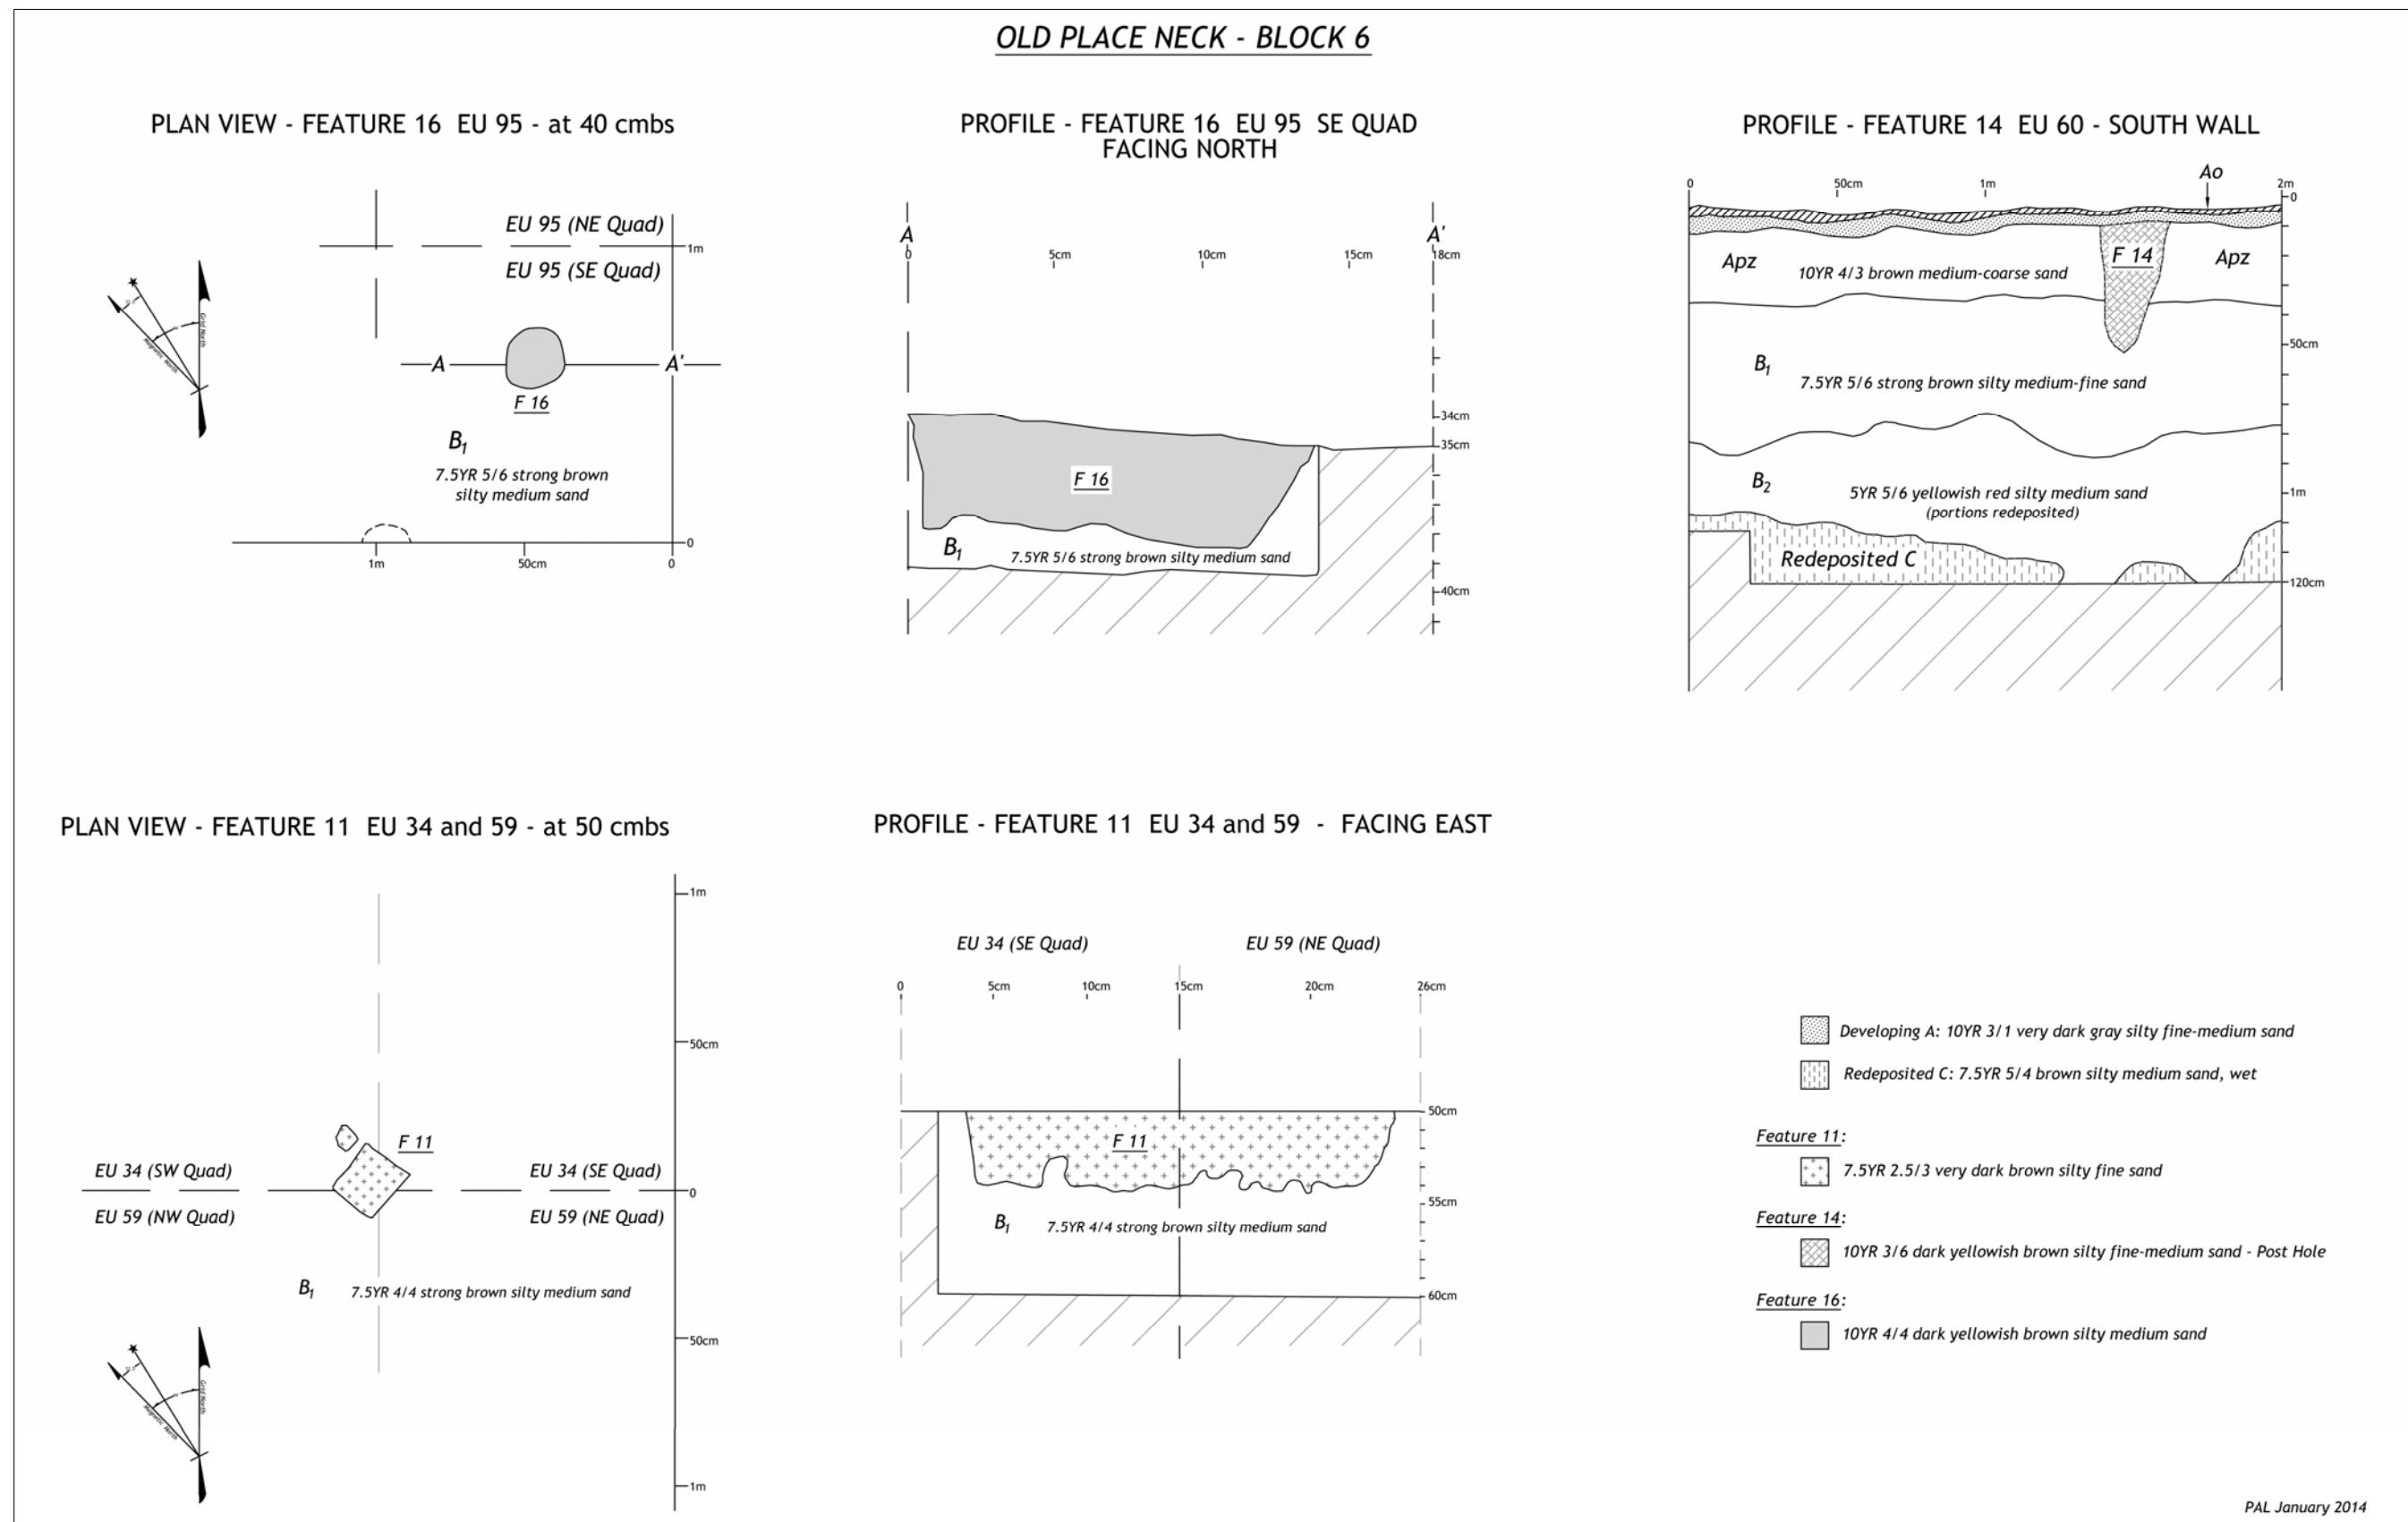 OLD PLACE NECK - BLOCK 6
PLAN VIEW - FEATURE 16 EU 95 - at 40 cmbs
EU 95 (NE Quad)
1m
EU 95 (SE Quad)
Grid North
Magnetic North
A
A'
F 16
B1
7.5YR 5/6 strong brown
silty medium sand
0
1m
50cm
0
PROFILE - FEATURE 16 EU 95 SE QUAD
FACING NORTH
A
A'
0
5cm
10cm
15cm
18cm
34cm
35cm
F 16
B1
7.5YR 5/6 strong brown silty medium sand
40cm
PROFILE - FEATURE 14 EU 60 - SOUTH WALL
Ao
0
50cm
1m
2m
0
Apz
10YR 4/3 brown medium-coarse sand
F 14
Apz
50cm
B1
7.5YR 5/6 strong brown silty medium-fine sand
B2
5YR 5/6 yellowish red silty medium sand
(portions redeposited)
1m
Redeposited C
120cm
PLAN VIEW - FEATURE 11 EU 34 and 59 - at 50 cmbs
1m
50cm
F 11
EU 34 (SW Quad)
EU 34 (SE Quad)
0
EU 59 (NW Quad)
EU 59 (NE Quad)
B1
7.5YR 4/4 strong brown silty medium sand
50cm
Grid North
Magnetic North
1m
PROFILE - FEATURE 11 EU 34 and 59 - FACING EAST
EU 34 (SE Quad)
EU 59 (NE Quad)
0
5cm
10cm
15cm
20cm
26cm
50cm
F 11
55cm
B1
7.5YR 4/4 strong brown silty medium sand
60cm
Developing A: 10YR 3/1 very dark gray silty fine-medium sand
Redeposited C: 7.5YR 5/4 brown silty medium sand, wet
Feature 11:
7.5YR 2.5/3 very dark brown silty fine sand
Feature 14:
10YR 3/6 dark yellowish brown silty fine-medium sand - Post Hole
Feature 16:
10YR 4/4 dark yellowish brown silty medium sand
PAL January 2014